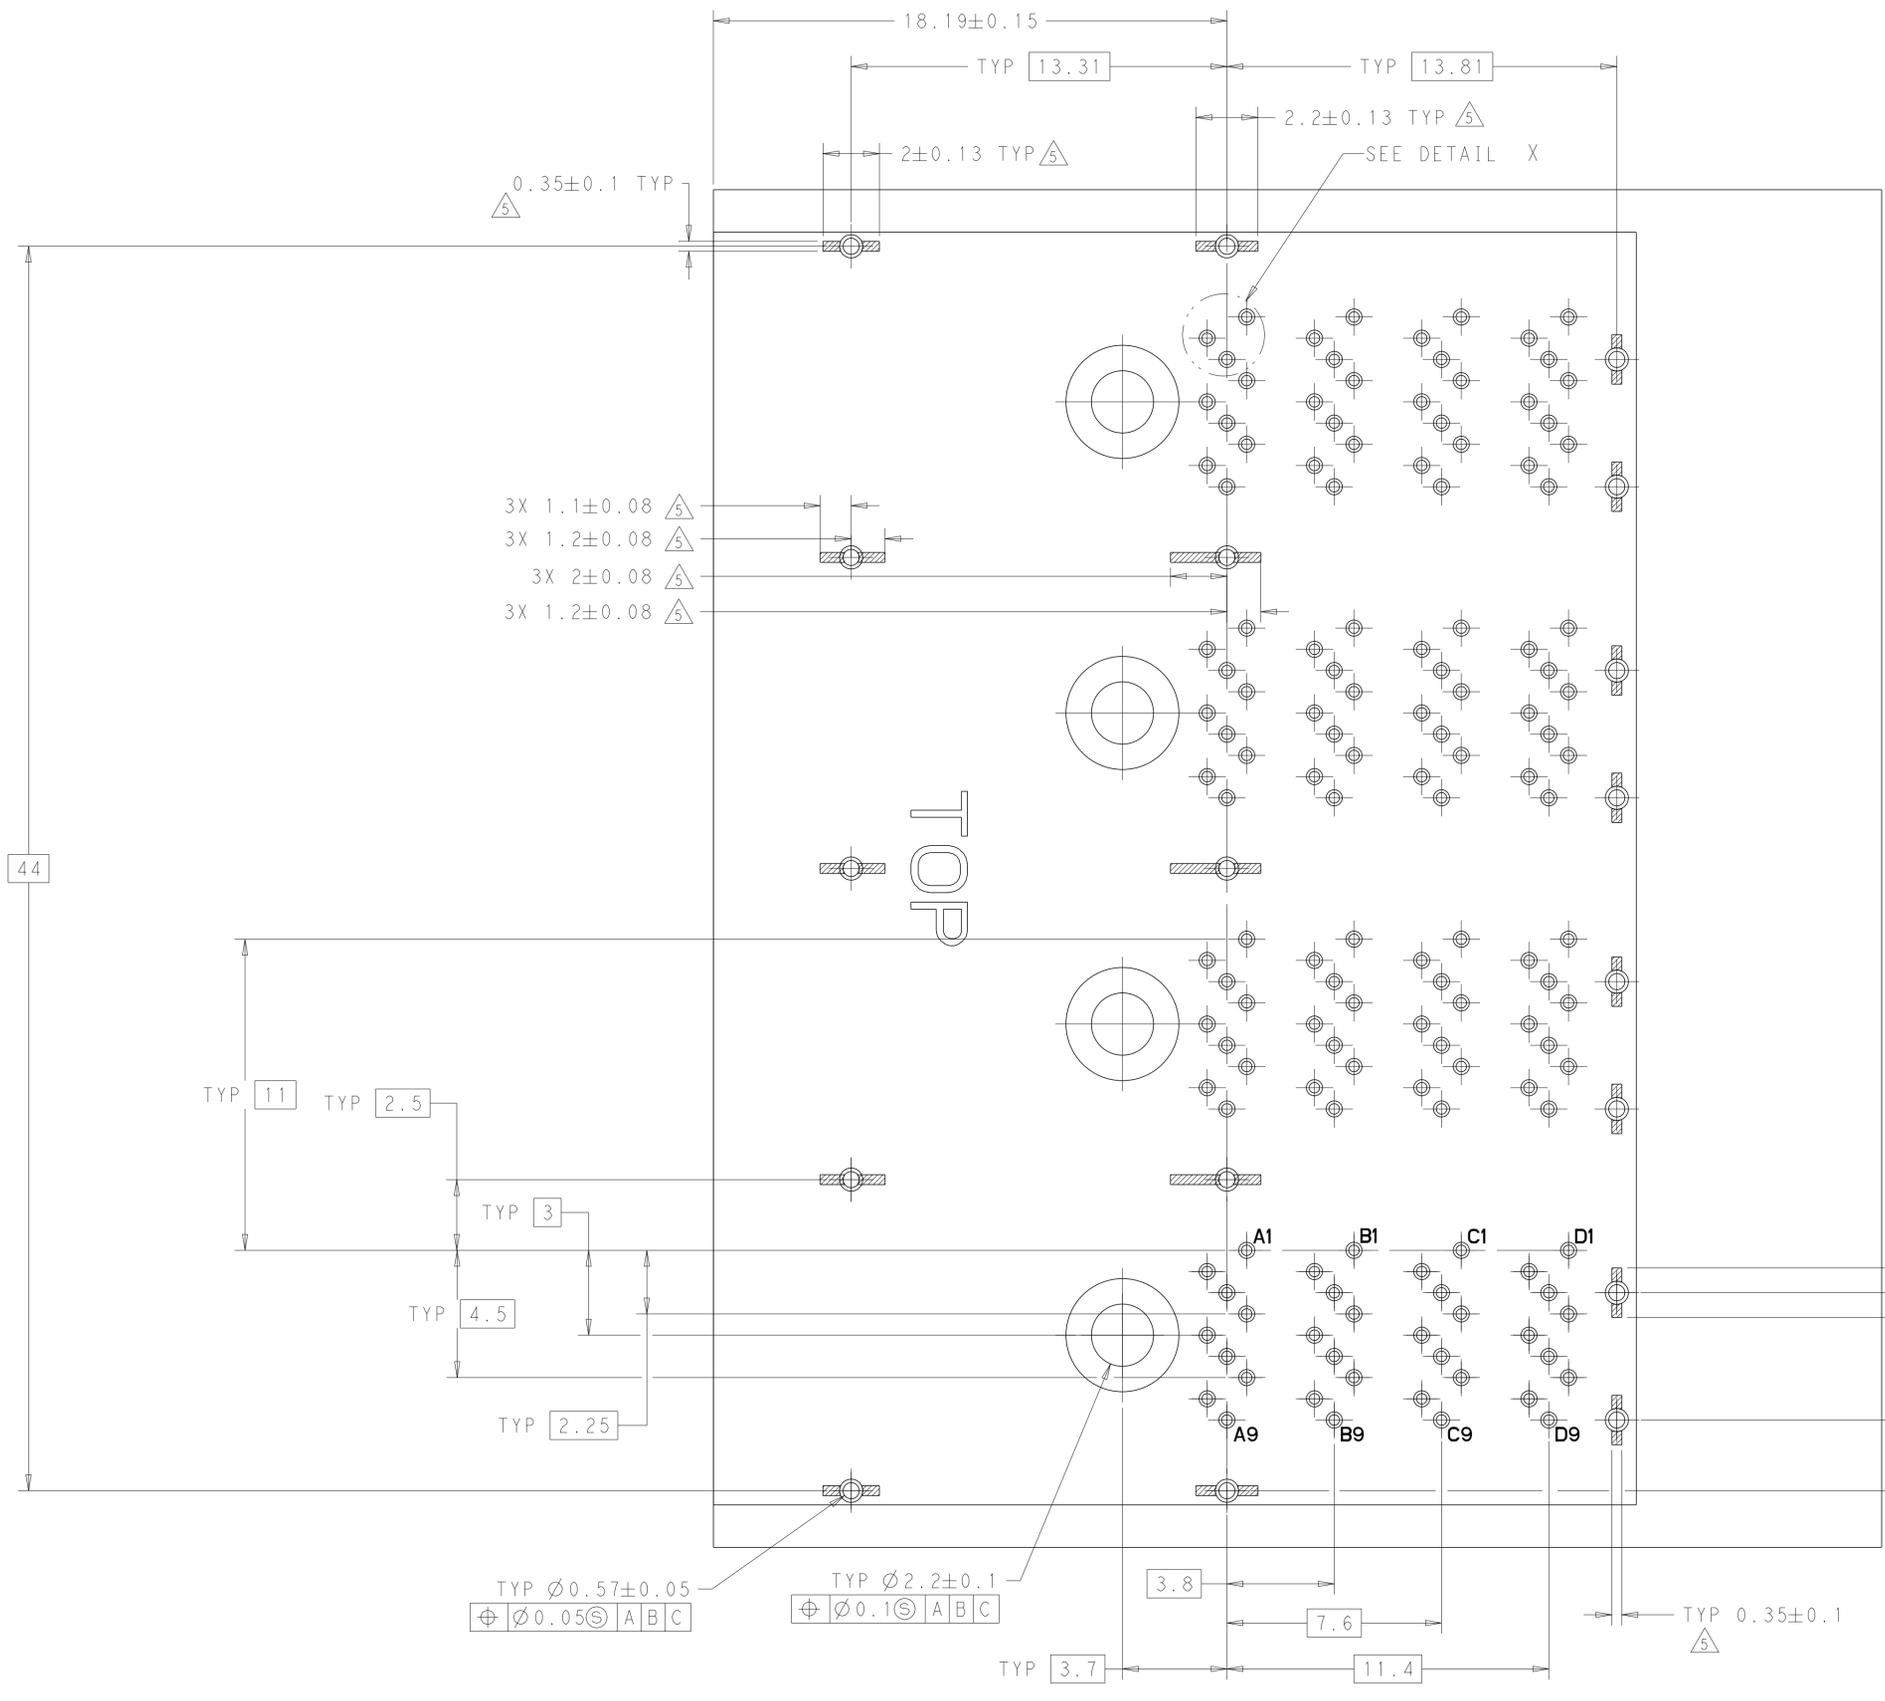 18.19±0.15
TYP 13.31
TYP 13.81
2.2±0.13 TYP 5
2±0.13 TYP 5
SEE DETAIL X
0.35±0.1 TYP
5
3X 1.1±0.08 5
3X 1.2±0.08 5
3X 2±0.08 5
3X 1.2±0.08 5
TOP
44
TYP 11
TYP 2.5
TYP 3
A1
B1
C1
D1
TYP 4.5
TYP 2.25
A9
B9
C9
D9
TYP Ø0.57±0.05
⌖ Ø0.05Ⓢ A B C
TYP Ø2.2±0.1
⌖ Ø0.1Ⓢ A B C
3.8
7.6
TYP 0.35±0.1
5
TYP 3.7
11.4